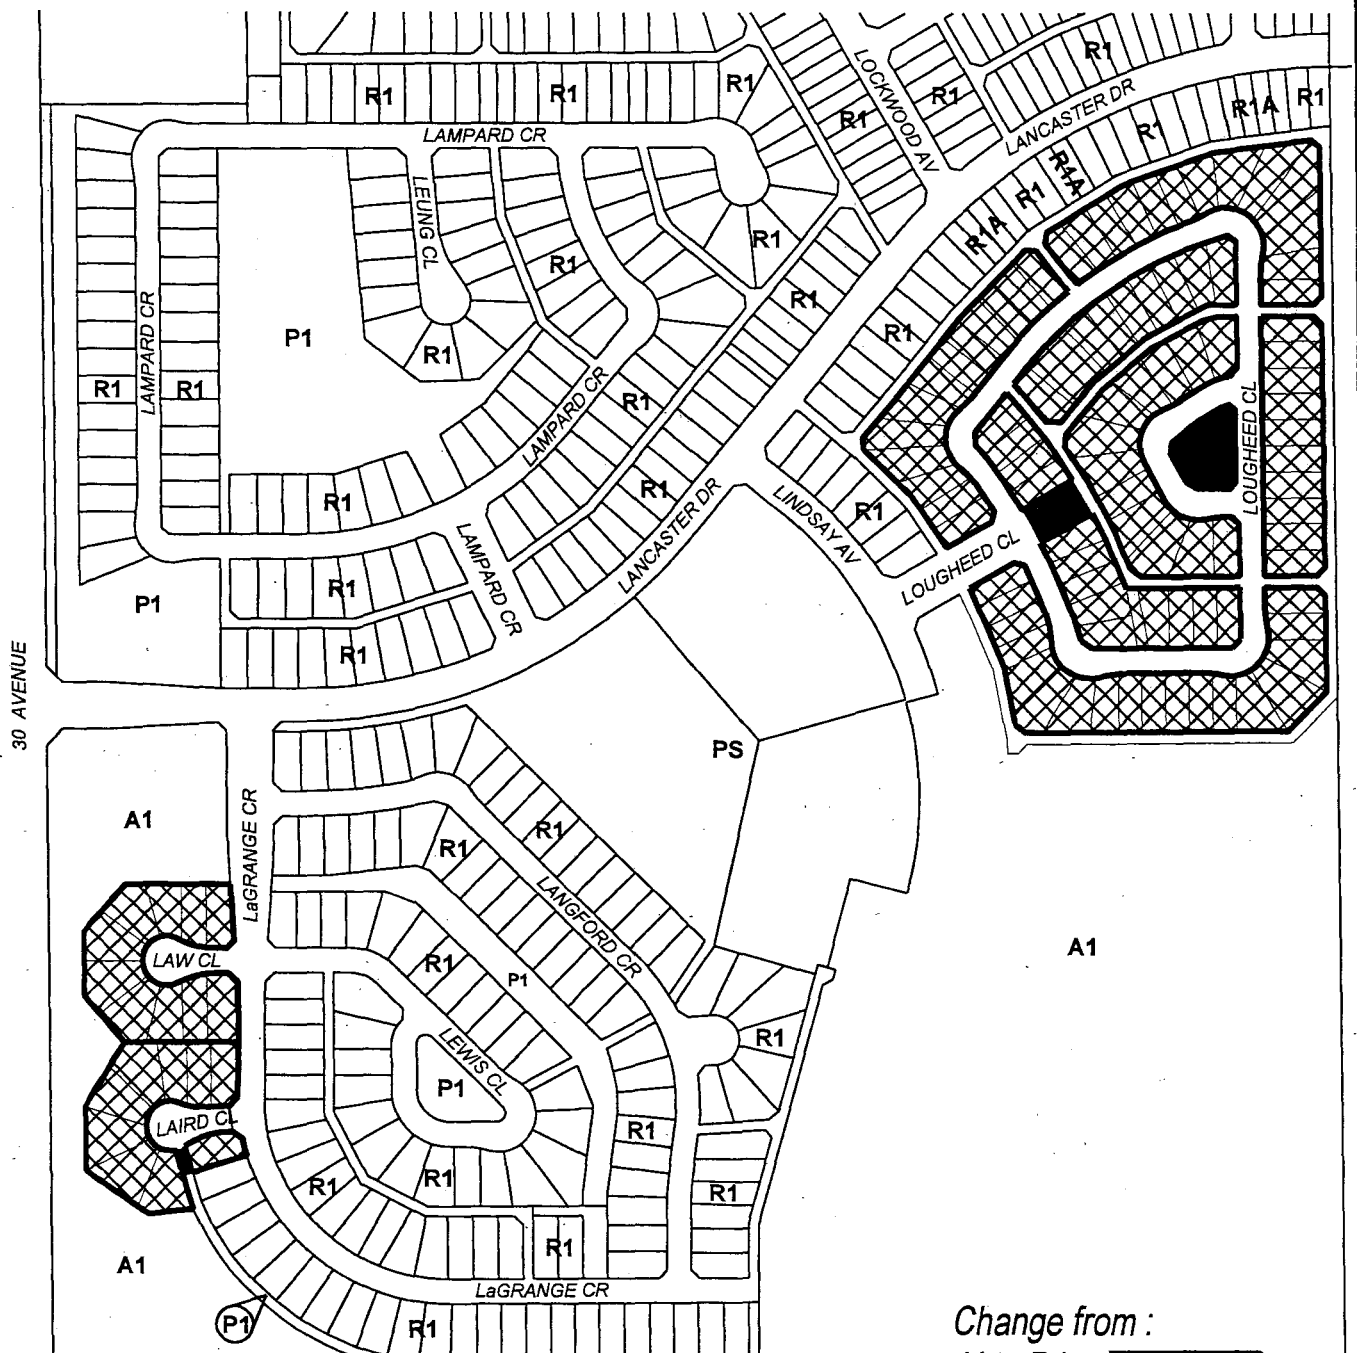 R1
R1
R1
R1
R1
R1
LOCKWOOD AV
LANCASTER DR
R1
R1A
R1
LAMPARD CR
LEUNG CL
R1A
R1
R1A
R1
R1
R1
R1
LAMPARD CR
P1
R1
R1
R1
R1
LAMPARD CR
R1
LOUGHEED CL
R1
R1
LANCASTER DR
LINDSAY AV
R1
LOUGHEED CL
LAMPARD CR
R1
P1
R1
30 AVENUE
PS
A1
LaGRANGE CR
R1
R1
LANGFORD CR
A1
LAW CL
R1
P1
LEWIS CL
P1
R1
LAIRD CL
R1
R1
R1
R1
R1
A1
LaGRANGE CR
P1
R1
Change from :